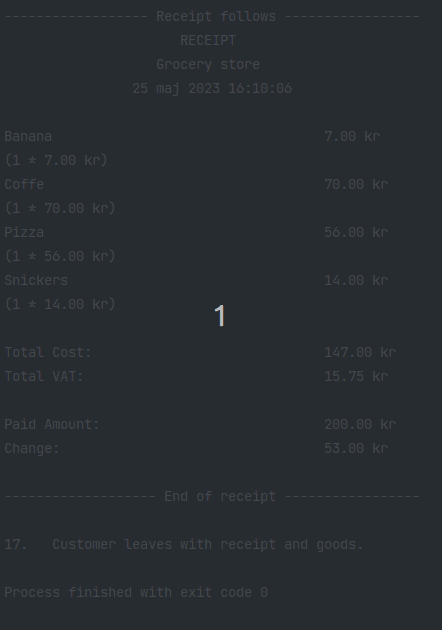 ------------------ Receipt follows -----------------
RECEIPT
Grocery store
25 maj 2023 16:10:06
Banana 7.00 kr
(1 * 7.00 kr)
Coffe 70.00 kr
(1 * 70.00 kr)
Pizza 56.00 kr
(1 * 56.00 kr)
Snickers 14.00 kr
(1 * 14.00 kr)
1
Total Cost: 147.00 kr
Total VAT: 15.75 kr
Paid Amount: 200.00 kr
Change: 53.00 kr
------------------- End of receipt -----------------
17. Customer leaves with receipt and goods.
Process finished with exit code 0